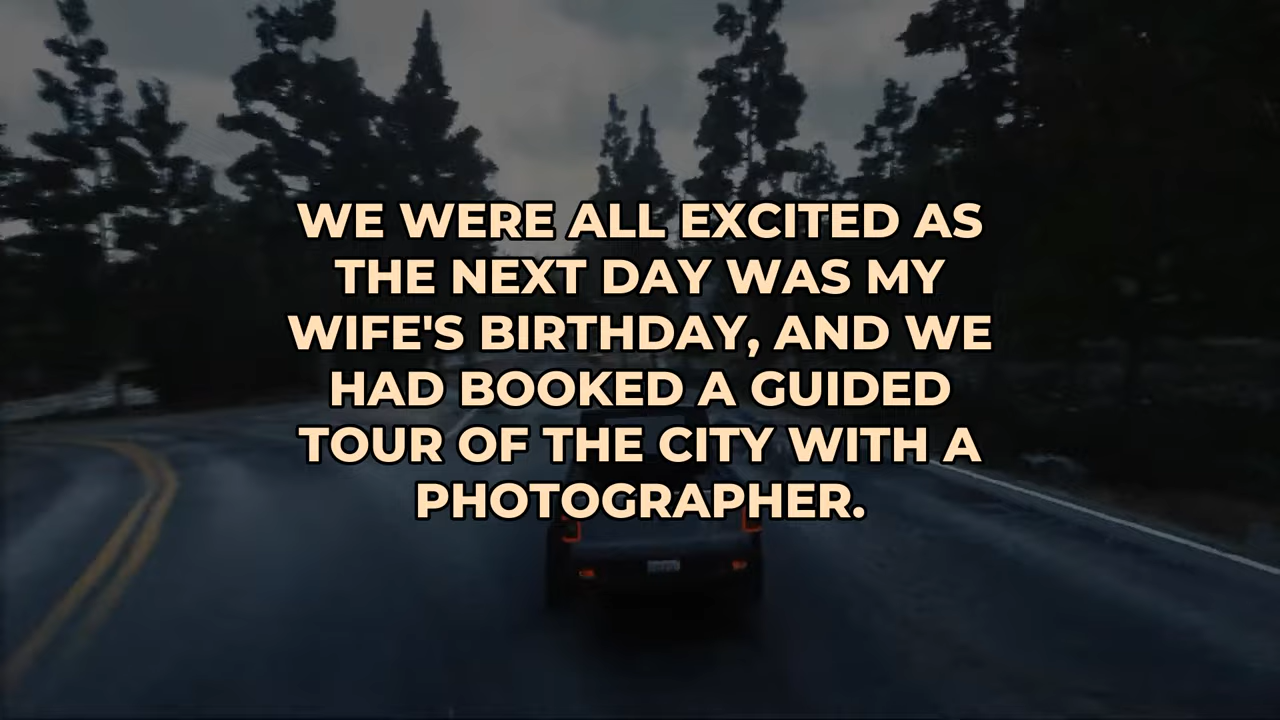 WE WERE ALL EXCITED AS
THE NEXT DAY WAS MY
WIFE'S BIRTHDAY, AND WE
HAD BOOKED A GUIDED
TOUR OF THE CITY WITH A
PHOTOGRAPHER.